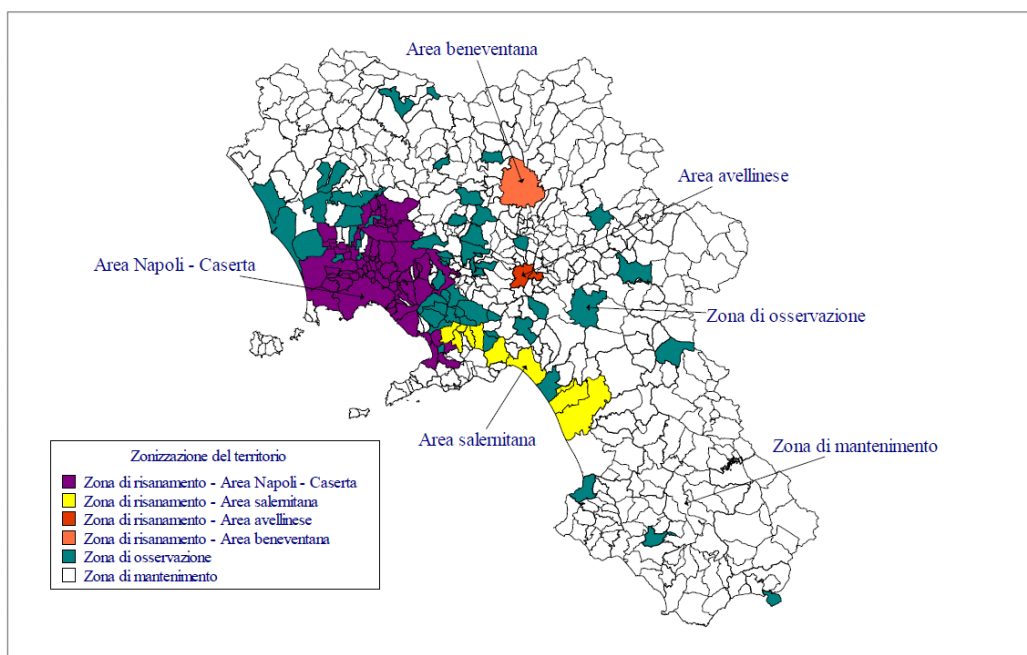 Area beneventana
Area avellinese
Area Napoli - Caserta
Zona di osservazione
Area salernitana
Zona di mantenimento
Zonizzazione del territorio
Zona di risanamento - Area Napoli - Caserta
Zona di risanamento - Area salernitana
Zona di risanamento - Area avellinese
Zona di risanamento - Area beneventana
Zona di osservazione
Zona di mantenimento